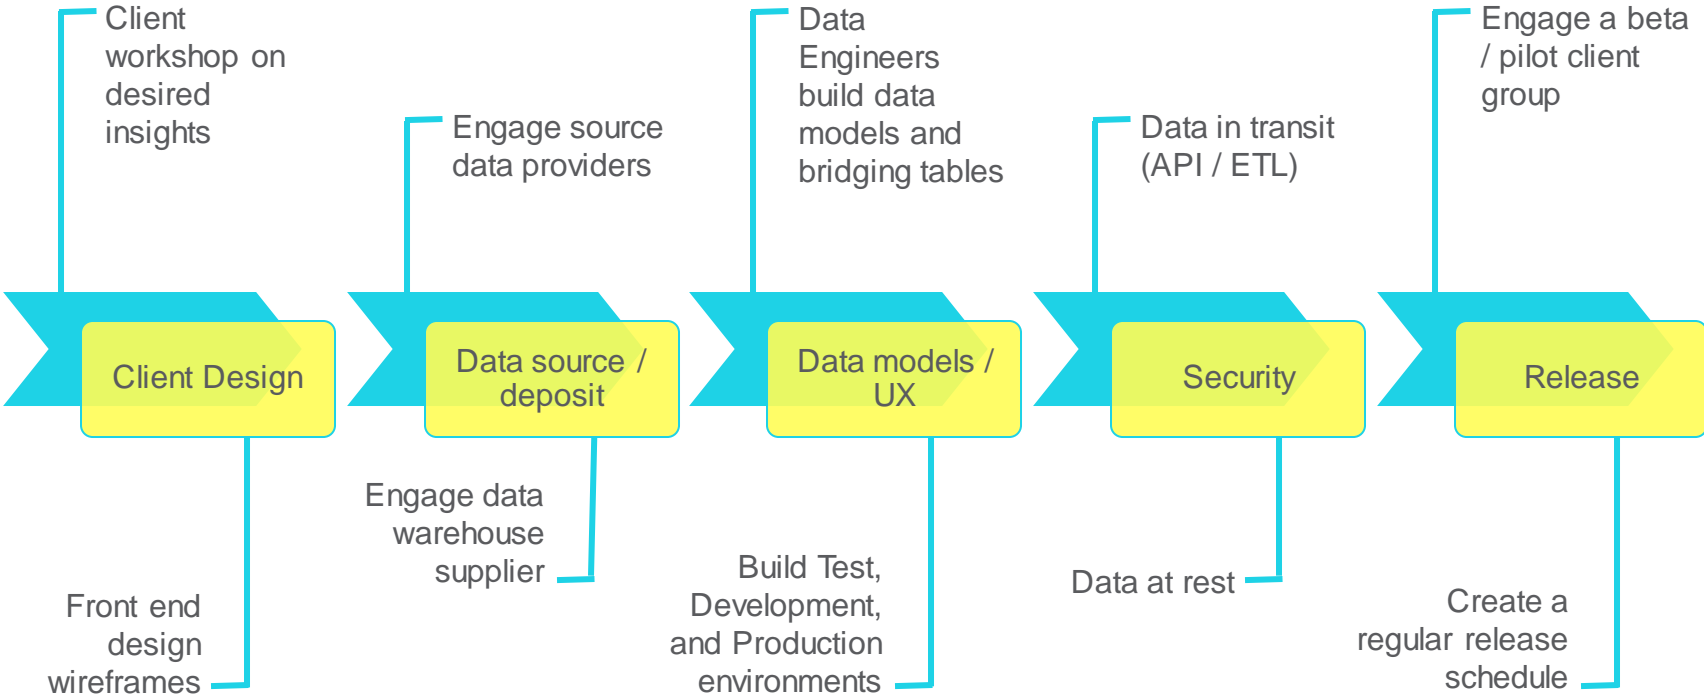 Client
workshop on
desired
insights
Engage source
data providers
Data
Engineers
build data
models and
bridging tables
Data in transit
(API / ETL)
Engage a beta
/ pilot client
group
Client Design
Data source /
deposit
Data models /
UX
Security
Release
Front end
design
wireframes
Engage data
warehouse
supplier
Build Test,
Development,
and Production
environments
Data at rest
Create a
regular release
schedule